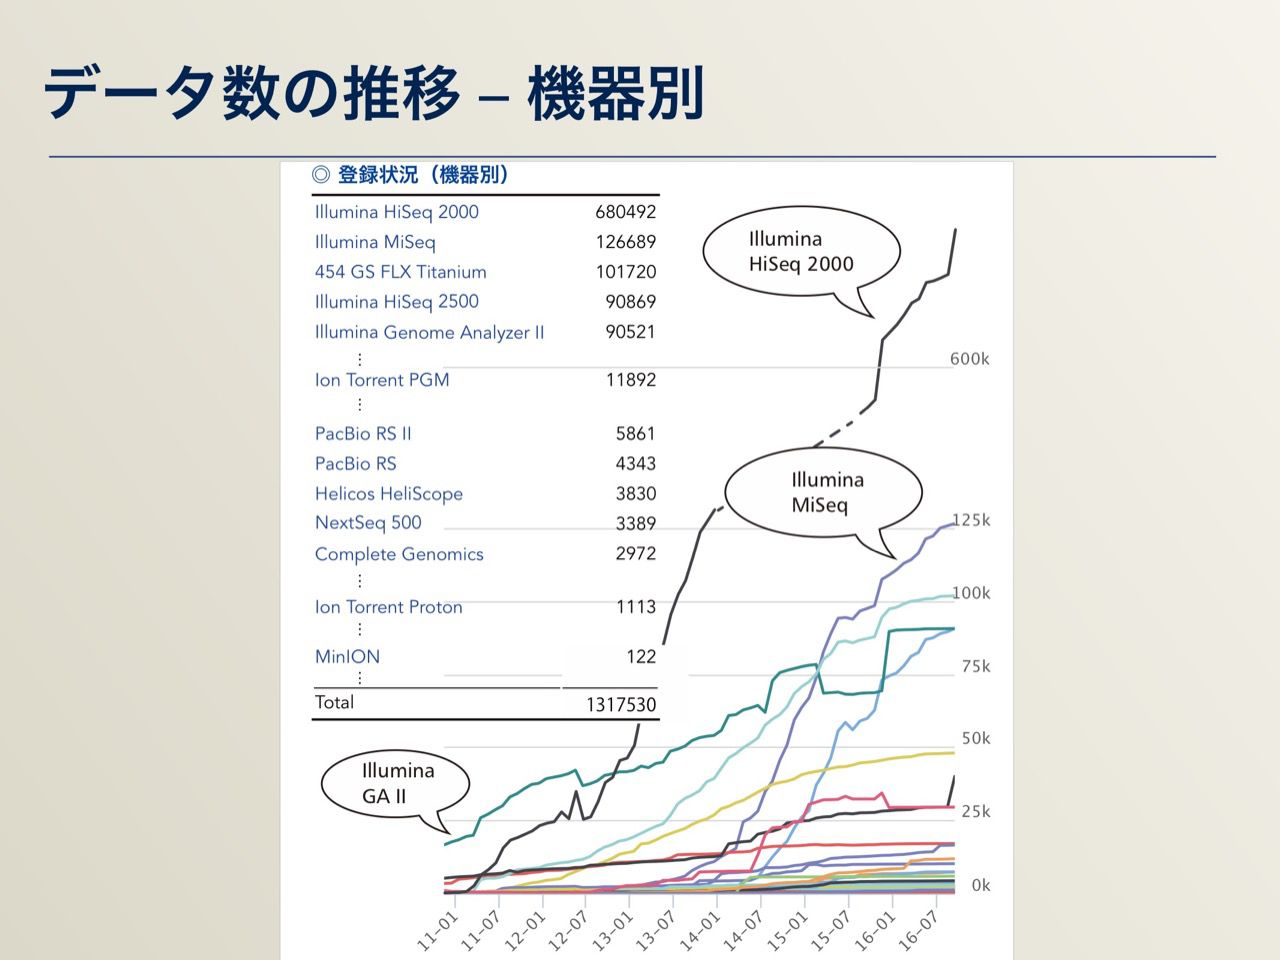 データ数の推移 – 機器別
◎ 登録状況（機器別）
Illumina HiSeq 2000 680492
Illumina MiSeq 126689
454 GS FLX Titanium 101720
Illumina HiSeq 2500 90869
Illumina Genome Analyzer II 90521
⋮
Ion Torrent PGM 11892
⋮
PacBio RS II 5861
PacBio RS 4343
Helicos HeliScope 3830
NextSeq 500 3389
Complete Genomics 2972
⋮
Ion Torrent Proton 1113
⋮
MinION 122
⋮
Total 1317530
Illumina
HiSeq 2000
Illumina
MiSeq
Illumina
GA II
600k
125k
100k
75k
50k
25k
0k
11-01 11-07 12-01 12-07 13-01 13-07 14-01 14-07 15-01 15-07 16-01 16-07